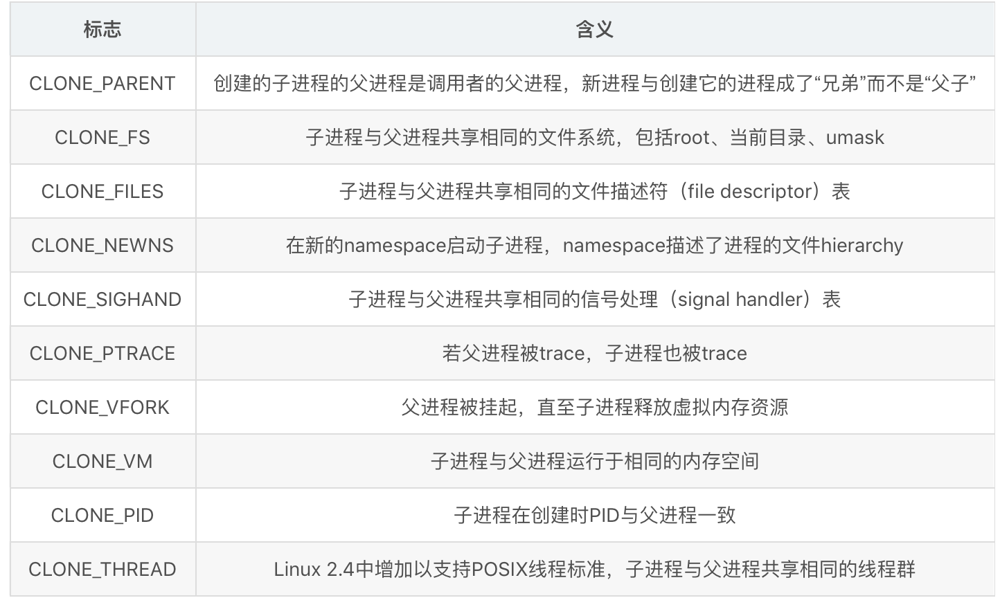 标志 含义
CLONE_PARENT 创建的子进程的父进程是调用者的父进程，新进程与创建它的进程成了“兄弟”而不是“父子”
CLONE_FS 子进程与父进程共享相同的文件系统，包括root、当前目录、umask
CLONE_FILES 子进程与父进程共享相同的文件描述符（file descriptor）表
CLONE_NEWNS 在新的namespace启动子进程，namespace描述了进程的文件hierarchy
CLONE_SIGHAND 子进程与父进程共享相同的信号处理（signal handler）表
CLONE_PTRACE 若父进程被trace，子进程也被trace
CLONE_VFORK 父进程被挂起，直至子进程释放虚拟内存资源
CLONE_VM 子进程与父进程运行于相同的内存空间
CLONE_PID 子进程在创建时PID与父进程一致
CLONE_THREAD Linux 2.4中增加以支持POSIX线程标准，子进程与父进程共享相同的线程群